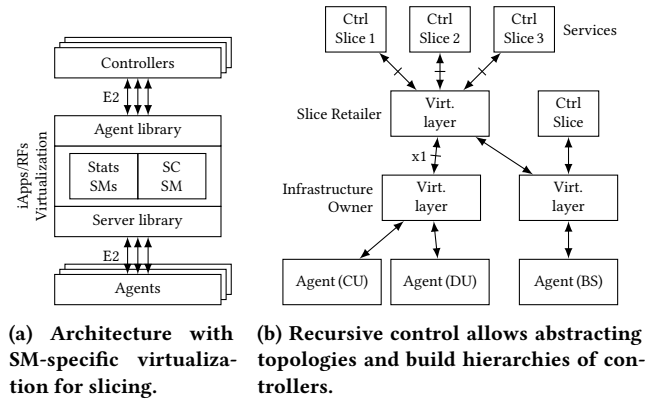 Controllers
E2
Agent library
iApps/RFs
Virtualization
Stats
SMs
SC
SM
Server library
E2
Agents
(a) Architecture with
SM-specific virtualiza-
tion for slicing.
Ctrl
Slice 1
Ctrl
Slice 2
Ctrl
Slice 3
Services
Slice Retailer
Virt.
layer
Ctrl
Slice
x1
Infrastructure
Owner
Virt.
layer
Virt.
layer
Agent (CU)
Agent (DU)
Agent (BS)
(b) Recursive control allows abstracting
topologies and build hierarchies of con-
trollers.